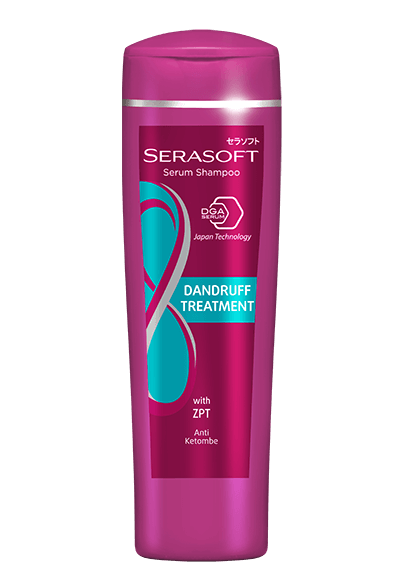 セラソフト
SERASOFT
Serum Shampoo
DGA
SERUM
Japan Technology
DANDRUFF
TREATMENT
with
ZPT
Anti
Ketombe